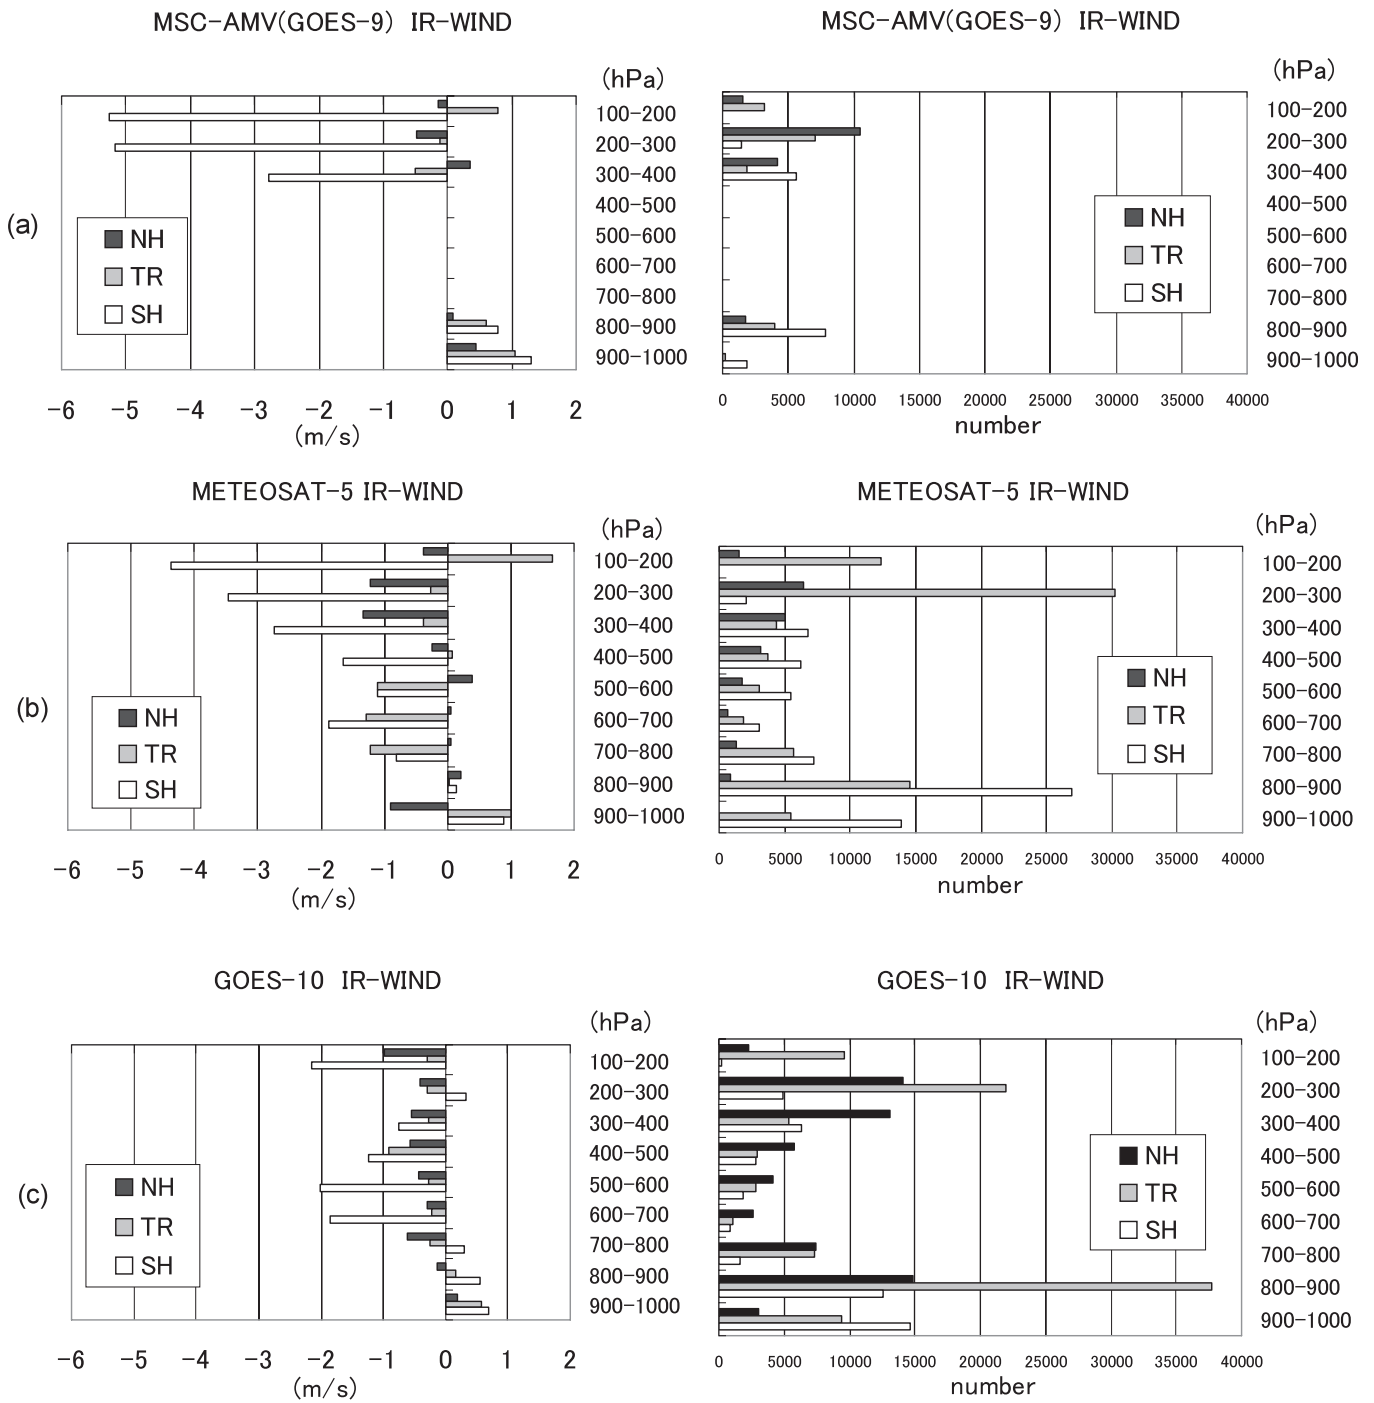 MSC-AMV(GOES-9) IR-WIND
(hPa)
100-200
200-300
300-400
400-500
500-600
600-700
700-800
800-900
900-1000
(a)
NH
TR
SH
-6 -5 -4 -3 -2 -1 0 1 2
(m/s)
MSC-AMV(GOES-9) IR-WIND
(hPa)
100-200
200-300
300-400
400-500
500-600
600-700
700-800
800-900
900-1000
NH
TR
SH
0 5000 10000 15000 20000 25000 30000 35000 40000
number
METEOSAT-5 IR-WIND
(hPa)
100-200
200-300
300-400
400-500
500-600
600-700
700-800
800-900
900-1000
(b)
NH
TR
SH
-6 -5 -4 -3 -2 -1 0 1 2
(m/s)
METEOSAT-5 IR-WIND
(hPa)
100-200
200-300
300-400
400-500
500-600
600-700
700-800
800-900
900-1000
NH
TR
SH
0 5000 10000 15000 20000 25000 30000 35000 40000
number
GOES-10 IR-WIND
(hPa)
100-200
200-300
300-400
400-500
500-600
600-700
700-800
800-900
900-1000
(c)
NH
TR
SH
-6 -5 -4 -3 -2 -1 0 1 2
(m/s)
GOES-10 IR-WIND
(hPa)
100-200
200-300
300-400
400-500
500-600
600-700
700-800
800-900
900-1000
NH
TR
SH
0 5000 10000 15000 20000 25000 30000 35000 40000
number